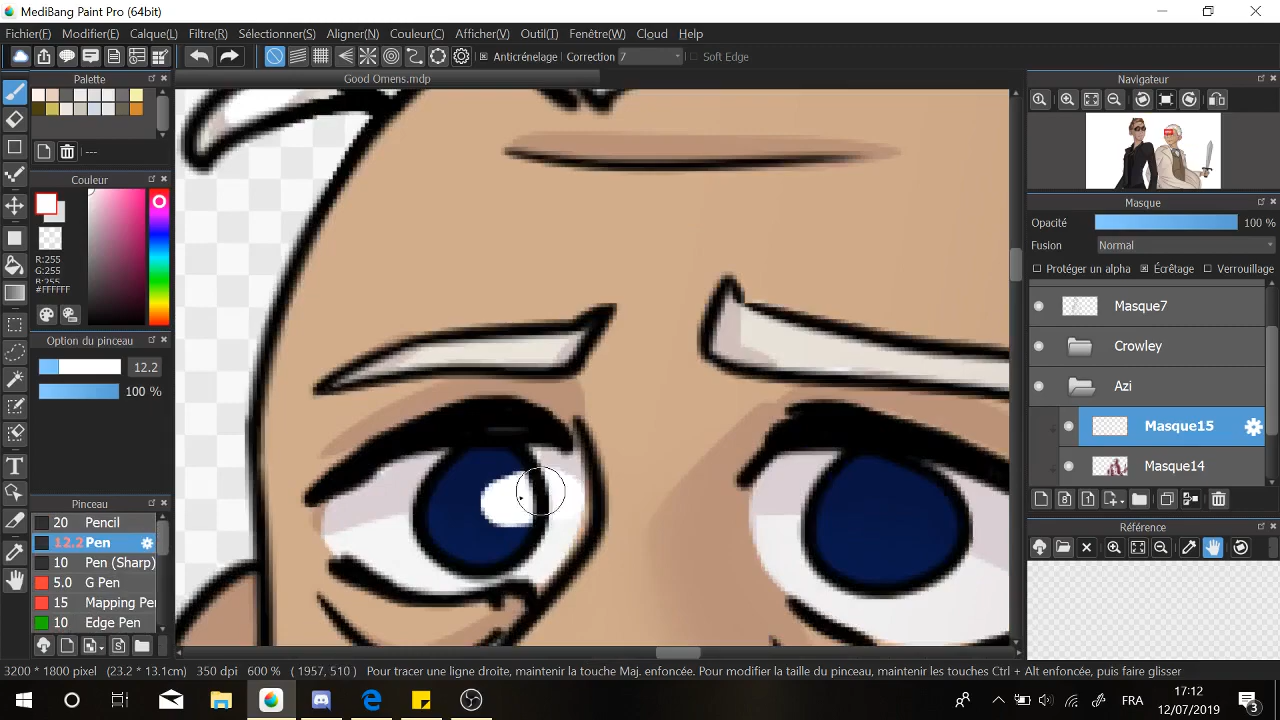 MediBang Paint Pro (64bit)
Fichier(F) Modifier(E) Calque(L) Filtre(R) Sélectionner(S) Aligner(N) Couleur(C) Afficher(V) Outil(T) Fenêtre(W) Cloud Help
Anticrénelage Correction 7 Soft Edge
Palette
Good Omens.mdp
Navigateur
---
Couleur
R:255
G:255
B:255
#FFFFFF
Masque
Opacité 100 %
Fusion Normal
Protéger un alpha Écrêtage Verrouillage
Masque7
Crowley
Azi
Masque15
Masque14
Option du pinceau
12.2
100 %
Pinceau
20 Pencil
12.2 Pen
10 Pen (Sharp)
5.0 G Pen
15 Mapping Pen
10 Edge Pen
Référence
3200 * 1800 pixel (23.2 * 13.1cm) 350 dpi 600 % ( 1957, 510 ) Pour tracer une ligne droite, maintenir la touche Maj. enfoncée. Pour modifier la taille du pinceau, maintenir les touches Ctrl + Alt enfoncée, puis faire glisser
FRA
17:12
12/07/2019
3